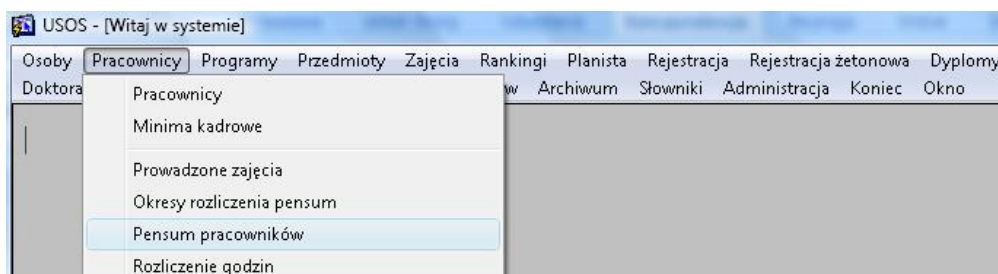 USOS - [Witaj w systemie]
Osoby Pracownicy Programy Przedmioty Zajęcia Rankingi Planista Rejestracja Rejestracja żetonowa Dyplomy
Doktora w Archiwum Słowniki Administracja Koniec Okno
Pracownicy
Minima kadrowe
Prowadzone zajęcia
Okresy rozliczenia pensum
Pensum pracowników
Rozliczenie godzin